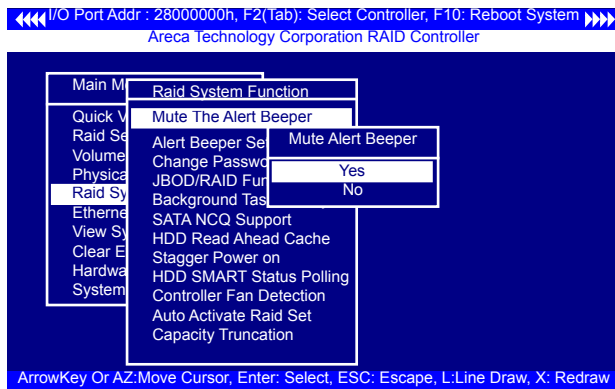 I/O Port Addr : 28000000h, F2(Tab): Select Controller, F10: Reboot System
Areca Technology Corporation RAID Controller
Main M
Quick V
Raid Se
Volume
Physica
Raid Sy
Etherne
View Sy
Clear E
Hardwa
System
Raid System Function
Mute The Alert Beeper
Alert Beeper Set
Change Passwo
JBOD/RAID Fun
Background Tas
SATA NCQ Support
HDD Read Ahead Cache
Stagger Power on
HDD SMART Status Polling
Controller Fan Detection
Auto Activate Raid Set
Capacity Truncation
Mute Alert Beeper
Yes
No
ArrowKey Or AZ:Move Cursor, Enter: Select, ESC: Escape, L:Line Draw, X: Redraw